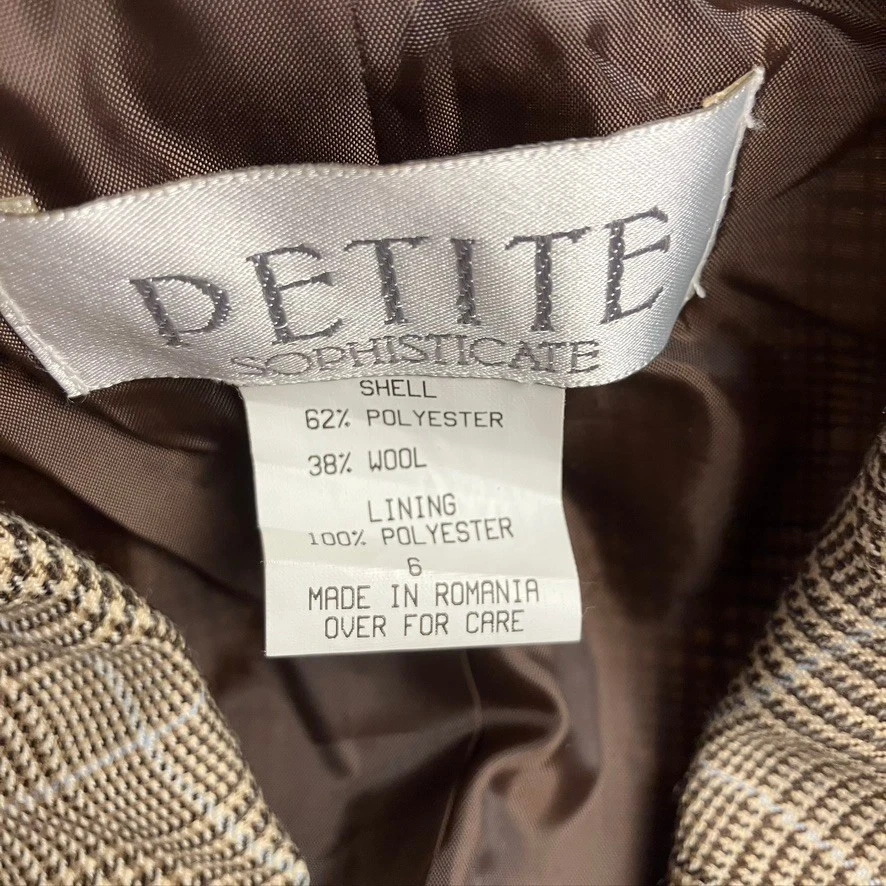 PETITE
SOPHISTICATE
SHELL
62% POLYESTER
38% WOOL
LINING
100% POLYESTER
6
MADE IN ROMANIA
OVER FOR CARE